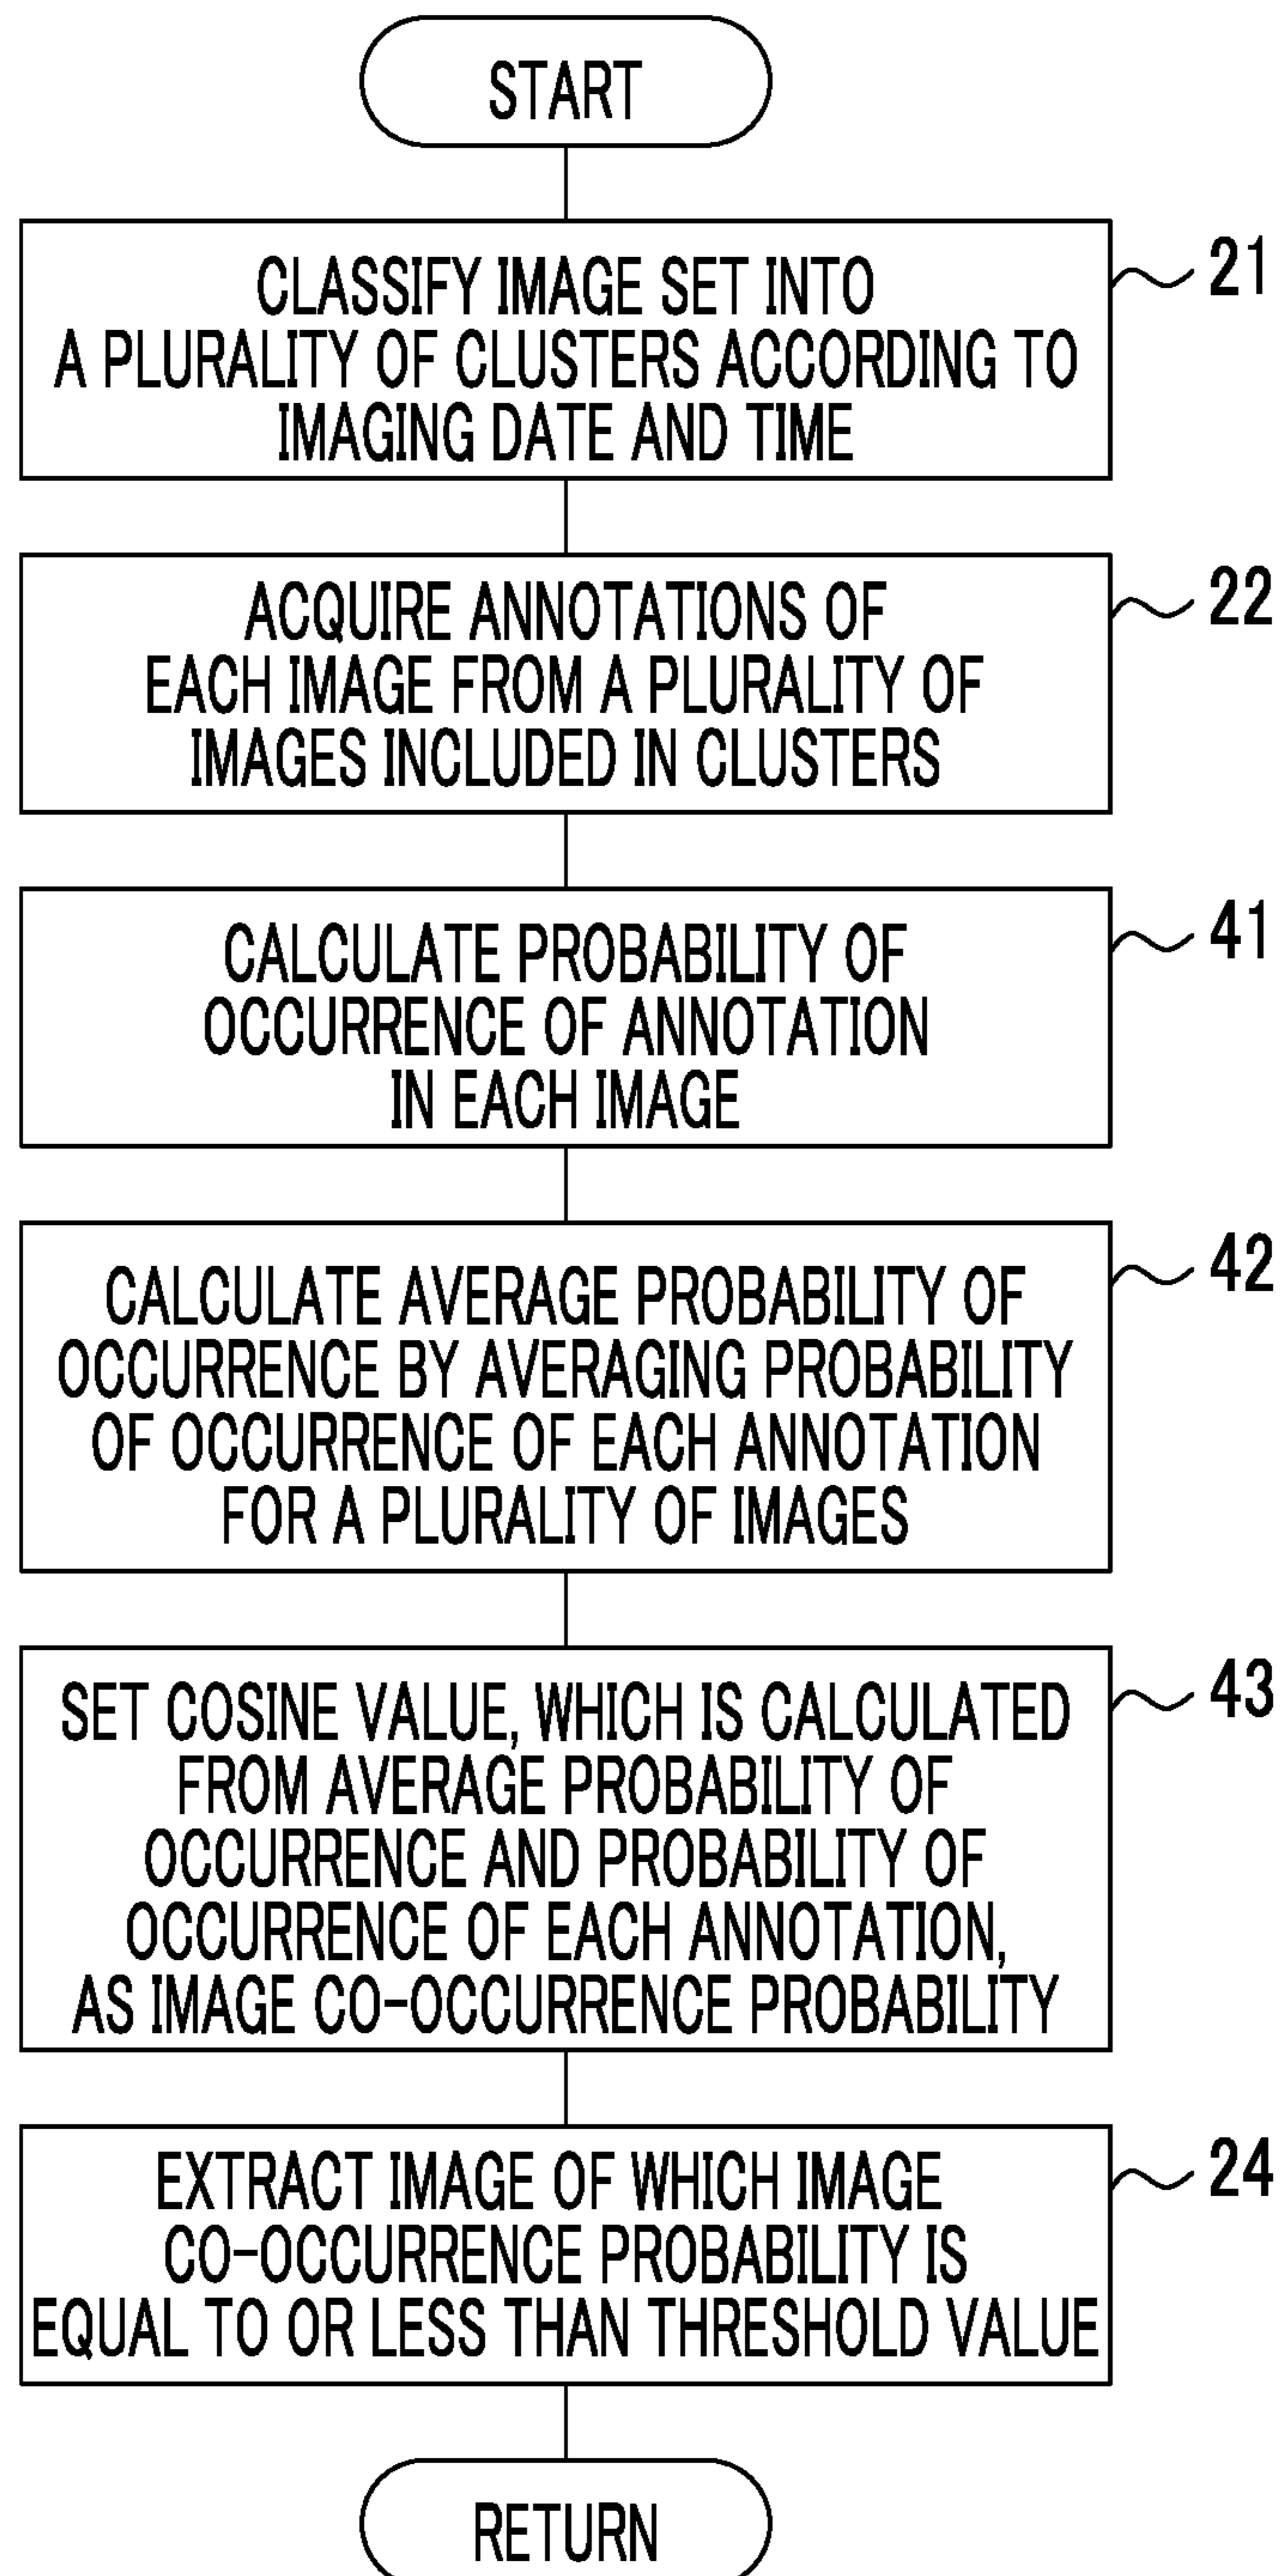 START
CLASSIFY IMAGE SET INTO
A PLURALITY OF CLUSTERS ACCORDING TO
IMAGING DATE AND TIME
21
ACQUIRE ANNOTATIONS OF
EACH IMAGE FROM A PLURALITY OF
IMAGES INCLUDED IN CLUSTERS
22
CALCULATE PROBABILITY OF
OCCURRENCE OF ANNOTATION
IN EACH IMAGE
41
CALCULATE AVERAGE PROBABILITY OF
OCCURRENCE BY AVERAGING PROBABILITY
OF OCCURRENCE OF EACH ANNOTATION
FOR A PLURALITY OF IMAGES
42
SET COSINE VALUE, WHICH IS CALCULATED
FROM AVERAGE PROBABILITY OF
OCCURRENCE AND PROBABILITY OF
OCCURRENCE OF EACH ANNOTATION,
AS IMAGE CO-OCCURRENCE PROBABILITY
43
EXTRACT IMAGE OF WHICH IMAGE
CO-OCCURRENCE PROBABILITY IS
EQUAL TO OR LESS THAN THRESHOLD VALUE
24
RETURN